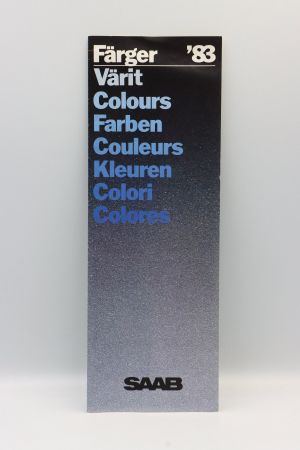 Färger '83
Värit
Colours
Farben
Couleurs
Kleuren
Colori
Colores
SAAB